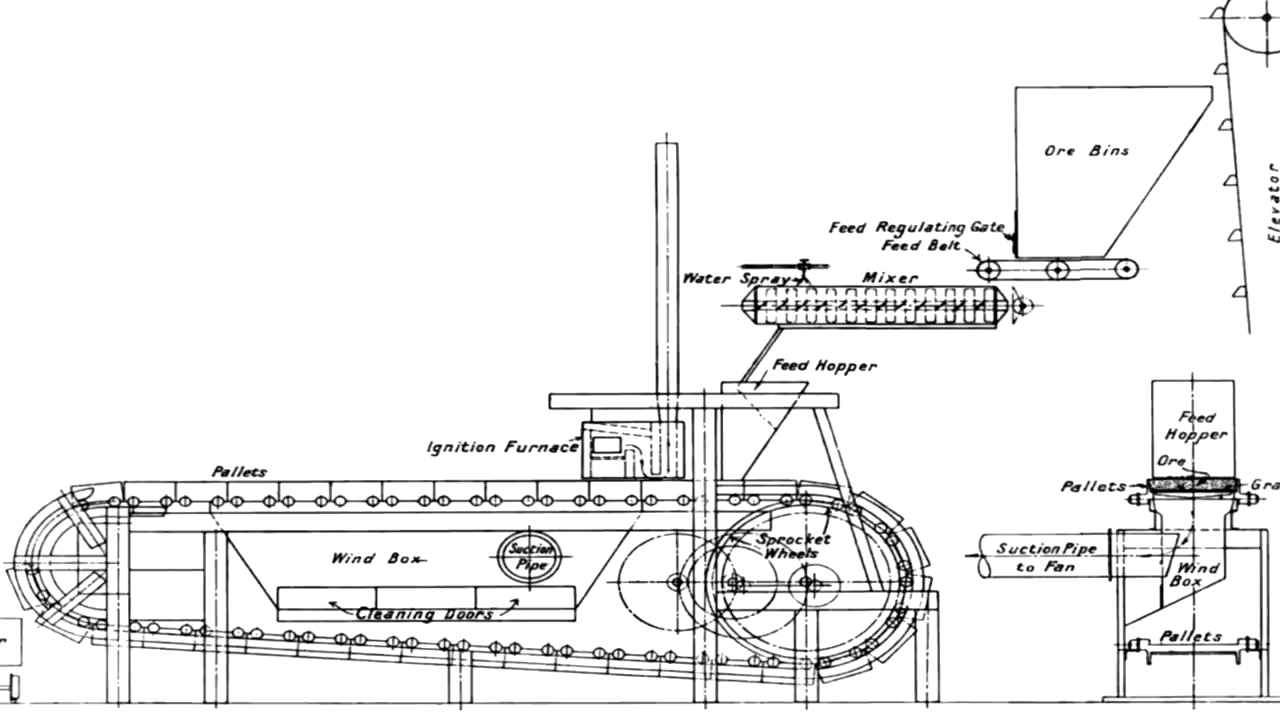 Ore Bins
Elevator
Feed Regulating Gate
Feed Belt
Water Spray
Mixer
Feed Hopper
Ignition Furnace
Pallets
Feed
Hopper
Ore
Pallets
Gra
Sprocket
Wheels
Suction
Pipe
Wind Box
Suction Pipe
to Fan
Wind
Box
Cleaning Doors
Pallets
r